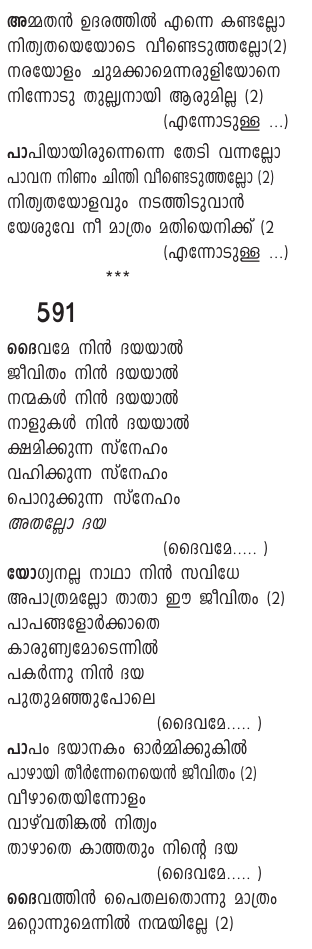 അമ്മതൻ ഉദരത്തിൽ എന്നെ കണ്ടല്ലോ
നിത്യതയെയോടെ വീണ്ടെടുത്തല്ലോ(2)
നരയോളം ചുമക്കാമെന്നരുളിയോനെ
നിന്നോടു തുല്ല്യനായി ആരുമില്ല (2)
(എന്നോടുള്ള ...)
പാപിയായിരുന്നെന്നെ തേടി വന്നല്ലോ
പാവന നിണം ചിന്തി വീണ്ടെടുത്തല്ലോ (2)
നിത്യതയോളവും നടത്തിടുവാൻ
യേശുവേ നീ മാത്രം മതിയെനിക്ക് (2
(എന്നോടുള്ള ...)
***
591
ദൈവമേ നിൻ ദയയാൽ
ജീവിതം നിൻ ദയയാൽ
നന്മകൾ നിൻ ദയയാൽ
നാളുകൾ നിൻ ദയയാൽ
ക്ഷമിക്കുന്ന സ്നേഹം
വഹിക്കുന്ന സ്നേഹം
പൊറുക്കുന്ന സ്നേഹം
അതല്ലോ ദയ
(ദൈവമേ..... )
യോഗ്യനല്ല നാഥാ നിൻ സവിധേ
അപാത്രമല്ലോ താതാ ഈ ജീവിതം (2)
പാപങ്ങളോർക്കാതെ
കാരുണ്യമോടെന്നിൽ
പകർന്നു നിൻ ദയ
പുതുമഞ്ഞുപോലെ
(ദൈവമേ..... )
പാപം ഭയാനകം ഓർമ്മിക്കുകിൽ
പാഴായി തീർന്നേനെയെൻ ജീവിതം (2)
വീഴാതെയിന്നോളം
വാഴ്‌വതിങ്കൽ നിത്യം
താഴാതെ കാത്തതും നിന്റെ ദയ
(ദൈവമേ..... )
ദൈവത്തിൻ പൈതലതൊന്നു മാത്രം
മറ്റൊന്നുമെന്നിൽ നന്മയില്ലേ (2)